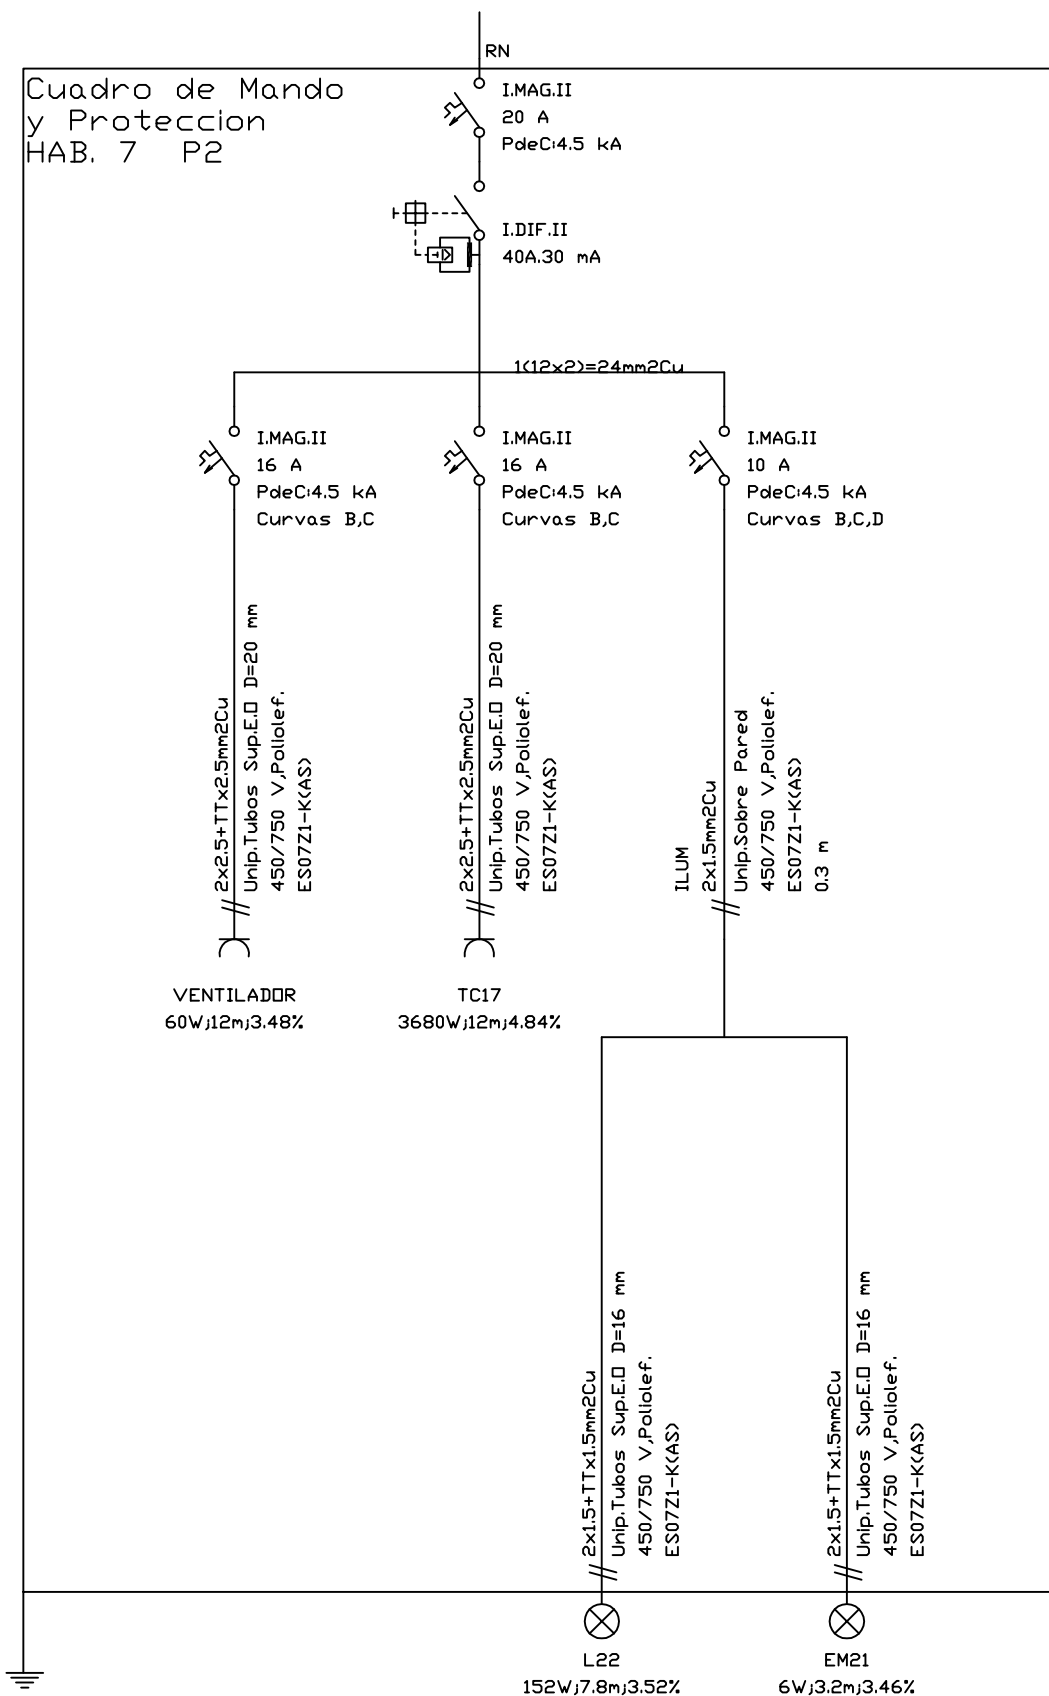 RN
Cuadro de Mando
y Proteccion
HAB. 7 P2
I.MAG.II
20 A
PdeC:4.5 kA
I.DIF.II
40A.30 mA
1(12x2)=24mm2Cu
I.MAG.II
16 A
PdeC:4.5 kA
Curvas B,C
I.MAG.II
16 A
PdeC:4.5 kA
Curvas B,C
I.MAG.II
10 A
PdeC:4.5 kA
Curvas B,C,D
2x2.5+TTx2.5mm2Cu
Unip.Tubos Sup.E.O D=20 mm
450/750 V,Poliolef.
ES07Z1-K(AS)
2x2.5+TTx2.5mm2Cu
Unip.Tubos Sup.E.O D=20 mm
450/750 V,Poliolef.
ES07Z1-K(AS)
ILUM
2x1.5mm2Cu
Unip.Sobre Pared
450/750 V,Poliolef.
ES07Z1-K(AS)
0.3 m
VENTILADOR
60W;12m;3.48%
TC17
3680W;12m;4.84%
2x1.5+TTx1.5mm2Cu
Unip.Tubos Sup.E.O D=16 mm
450/750 V,Poliolef.
ES07Z1-K(AS)
2x1.5+TTx1.5mm2Cu
Unip.Tubos Sup.E.O D=16 mm
450/750 V,Poliolef.
ES07Z1-K(AS)
L22
152W;7.8m;3.52%
EM21
6W;3.2m;3.46%